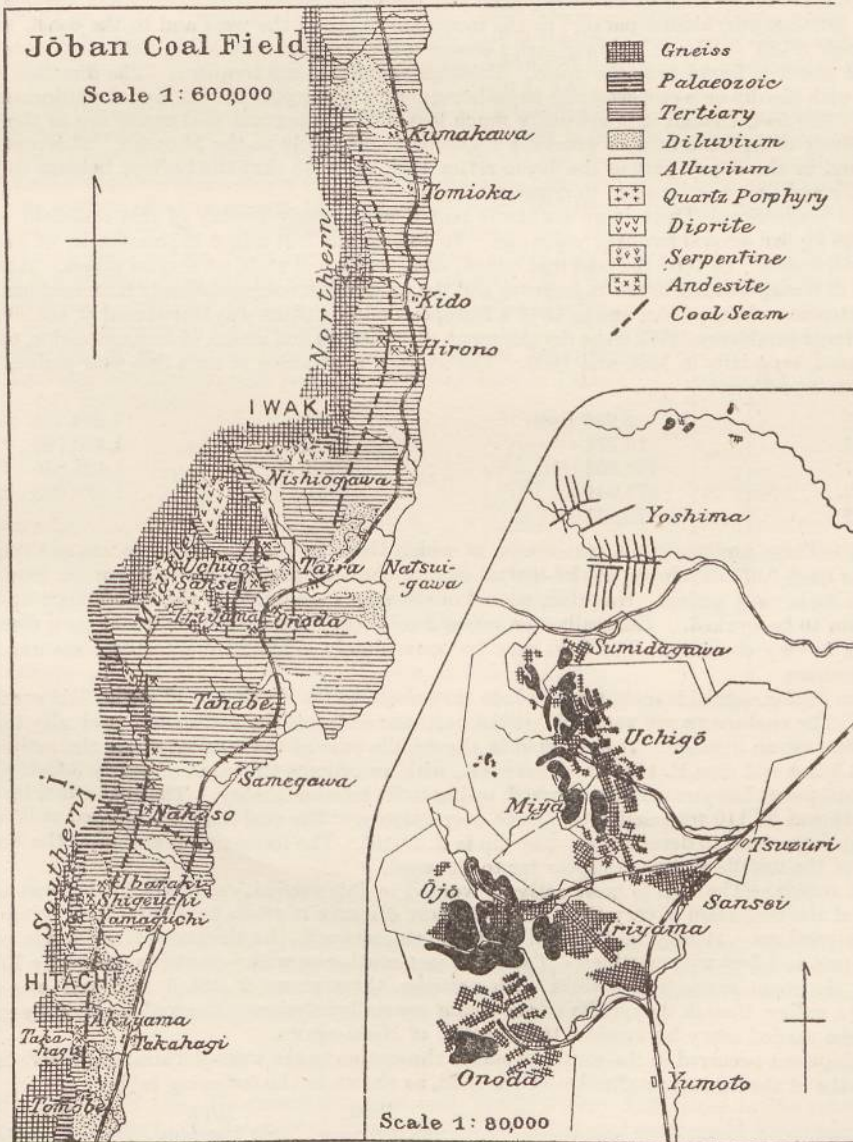 Jōban Coal Field
Scale 1:600,000
Gneiss
Palaeozoic
Tertiary
Diluvium
Alluvium
Quartz Porphyry
Diorite
Serpentine
Andesite
Coal Seam
Kumakawa
Tomioka
Kido
Hirono
Northern
IWAKI
Nishiogawa
Middle
Uchigō
Sansei
Taira
Natsui-
gawa
Iriyama
Onoda
Tanabe
Samegawa
Nakoso
Southern
Ibaraki
Shigeuchi
Yamaguchi
HITACHI
Akiyama
Taka-
hagi
Takahagi
Tomobe
Yoshima
Sumidagawa
Uchigō
Miya
Tsuzuri
Sansei
Ōjō
Iriyama
Onoda
Yumoto
Scale 1:80,000